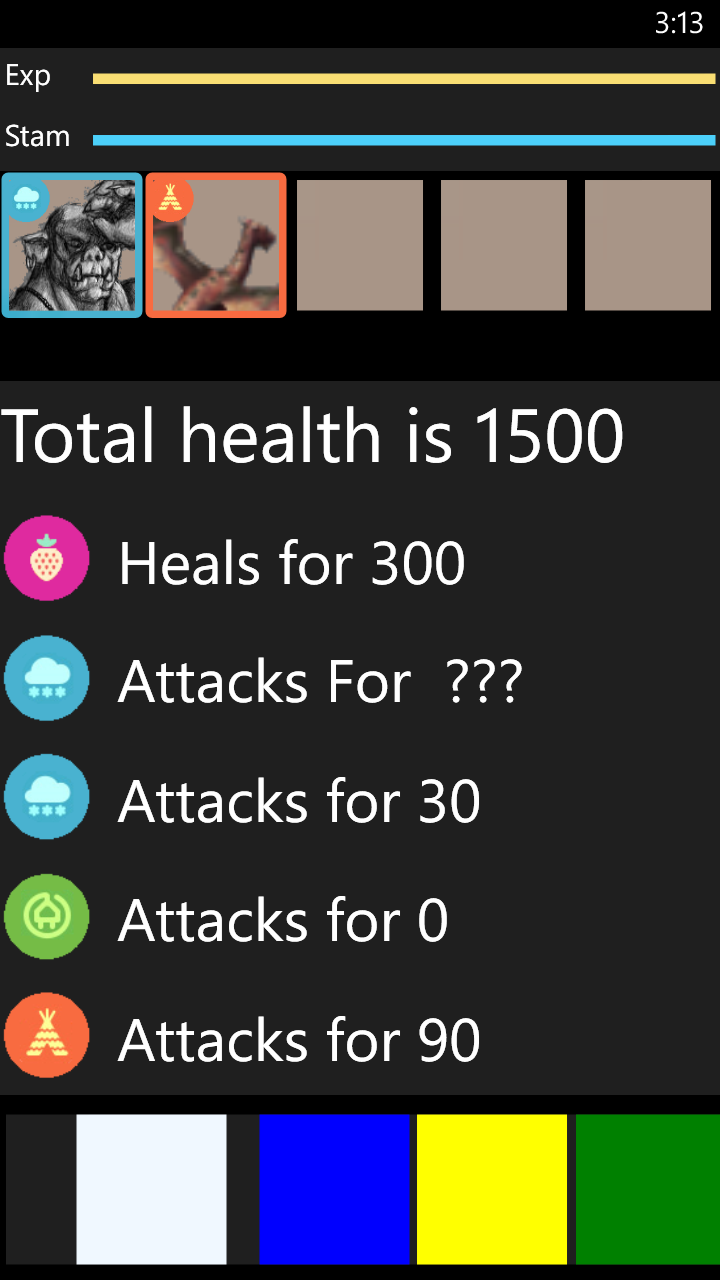 3:13
Exp
Stam
Total health is 1500
Heals for 300
Attacks For ???
Attacks for 30
Attacks for 0
Attacks for 90